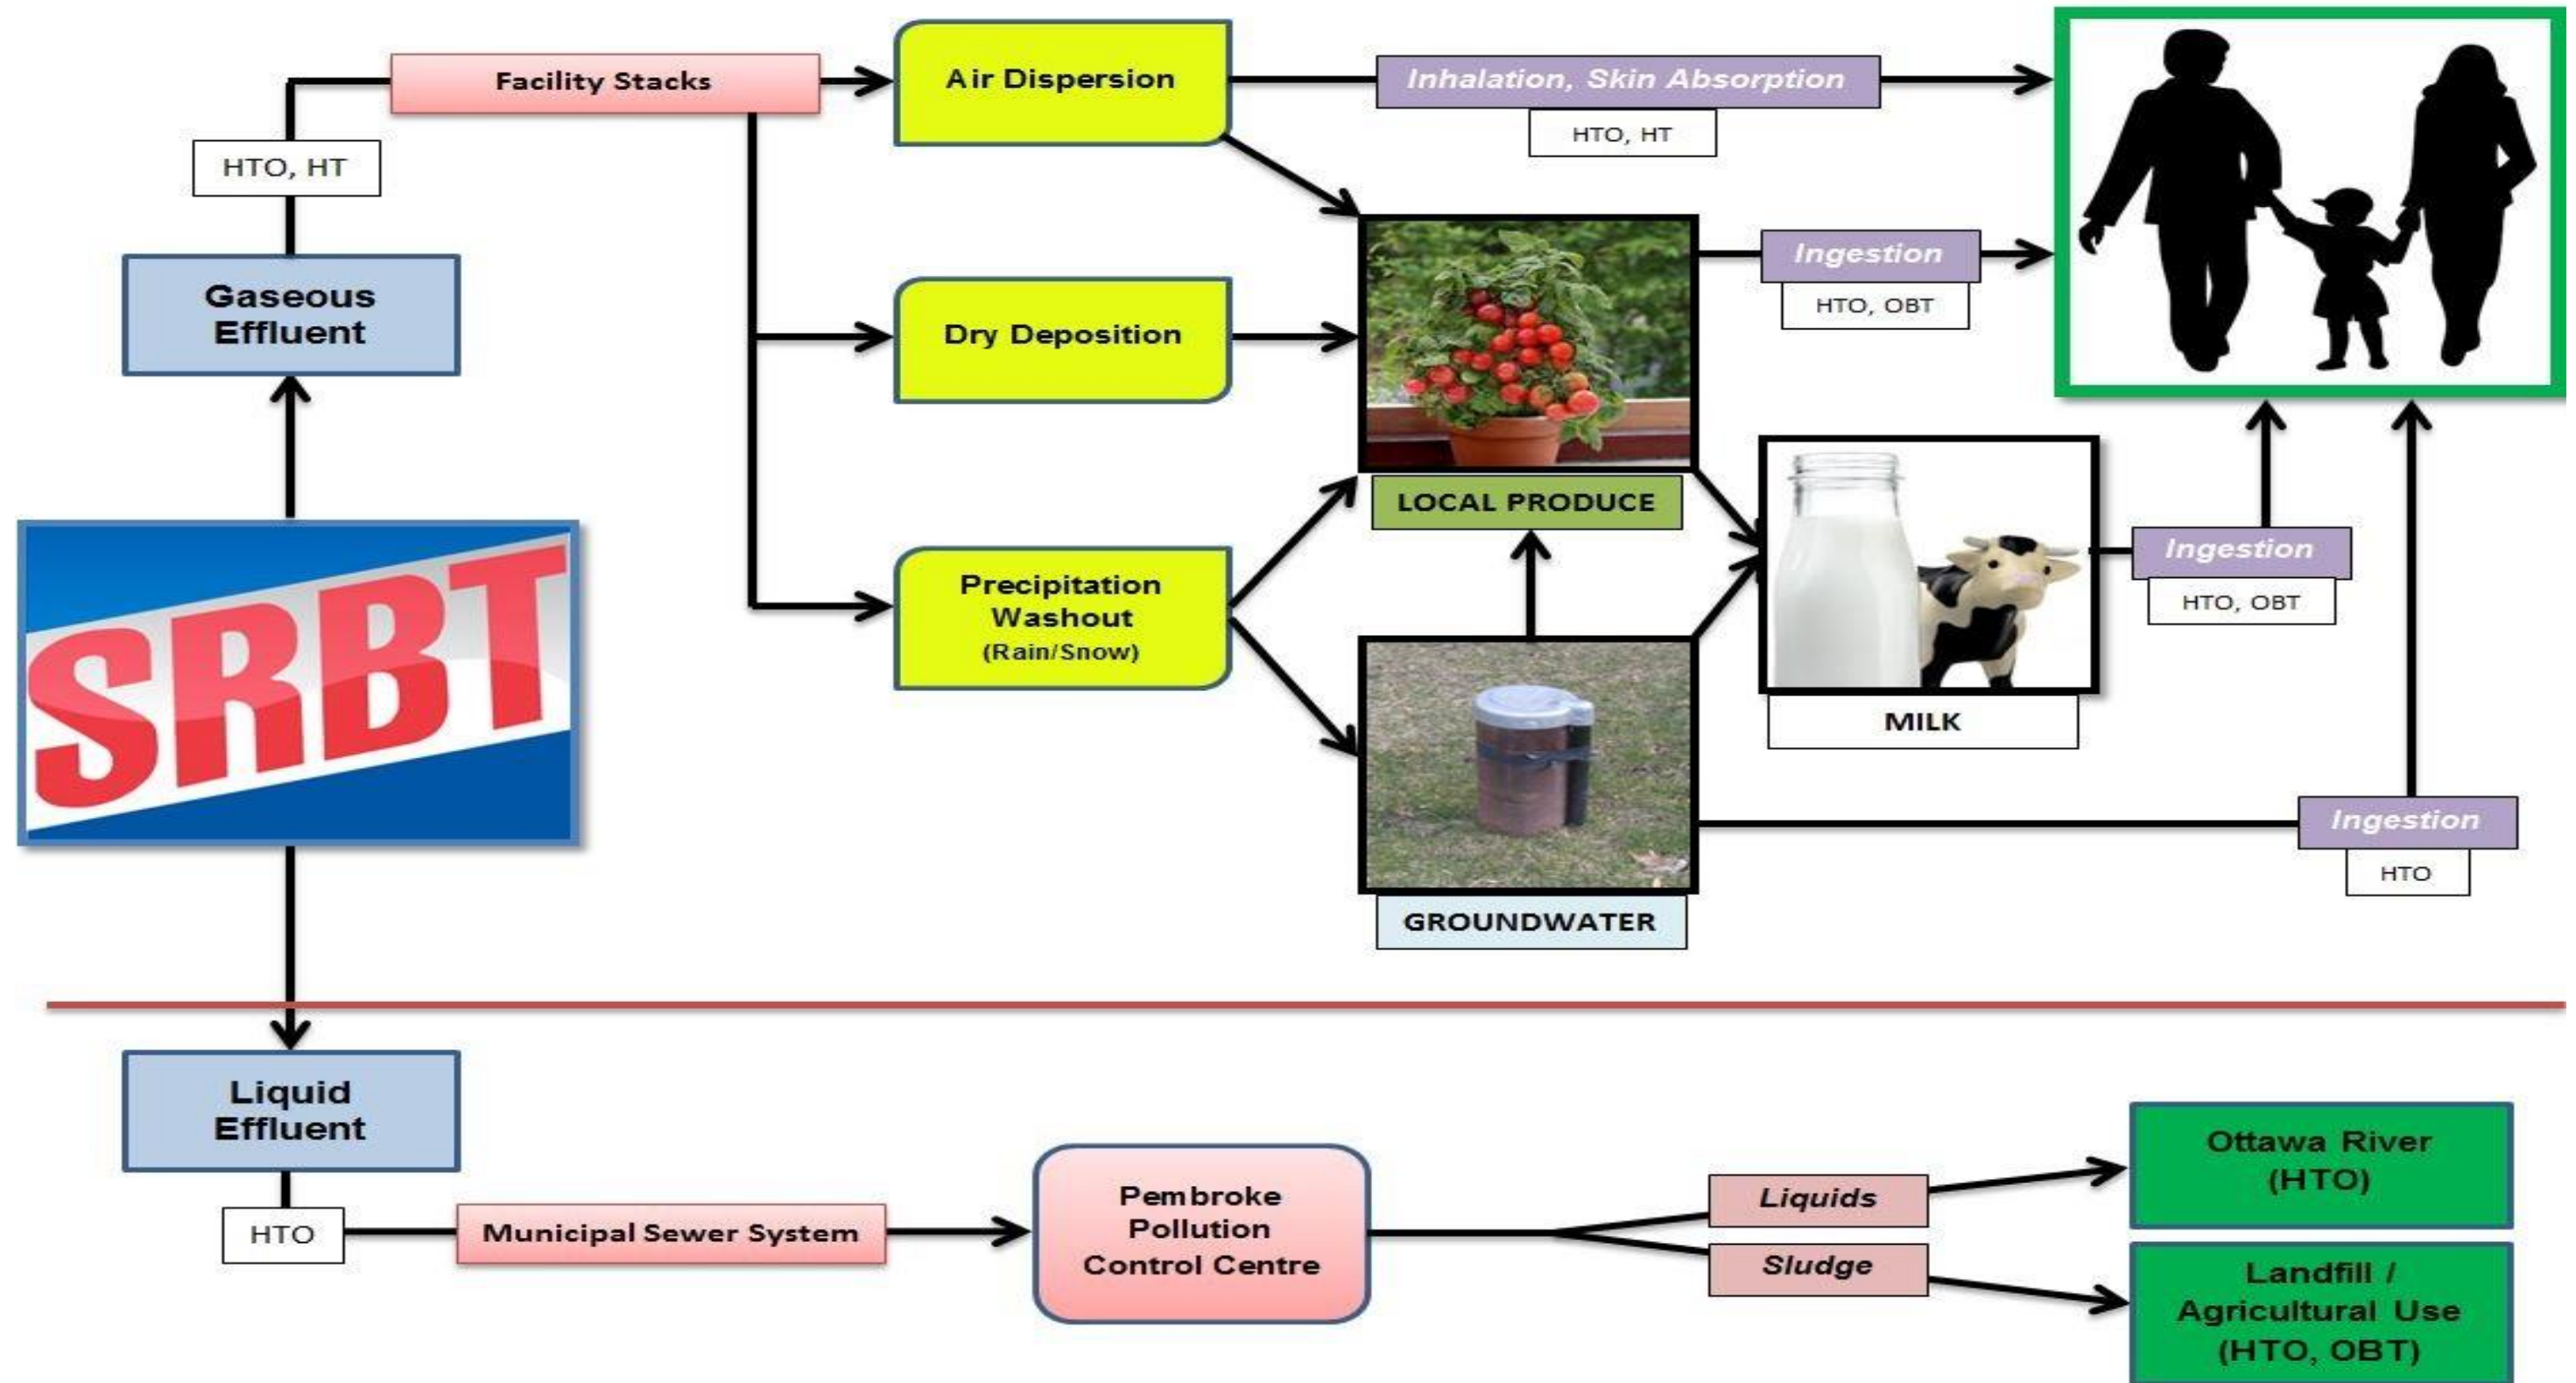 Facility Stacks
Air Dispersion
Inhalation, Skin Absorption
HTO, HT
HTO, HT
Gaseous
Effluent
Dry Deposition
Ingestion
HTO, OBT
LOCAL PRODUCE
SRBT
Precipitation
Washout
(Rain/Snow)
Ingestion
HTO, OBT
MILK
Ingestion
HTO
GROUNDWATER
Liquid
Effluent
HTO
Municipal Sewer System
Pembroke
Pollution
Control Centre
Liquids
Sludge
Ottawa River
(HTO)
Landfill /
Agricultural Use
(HTO, OBT)